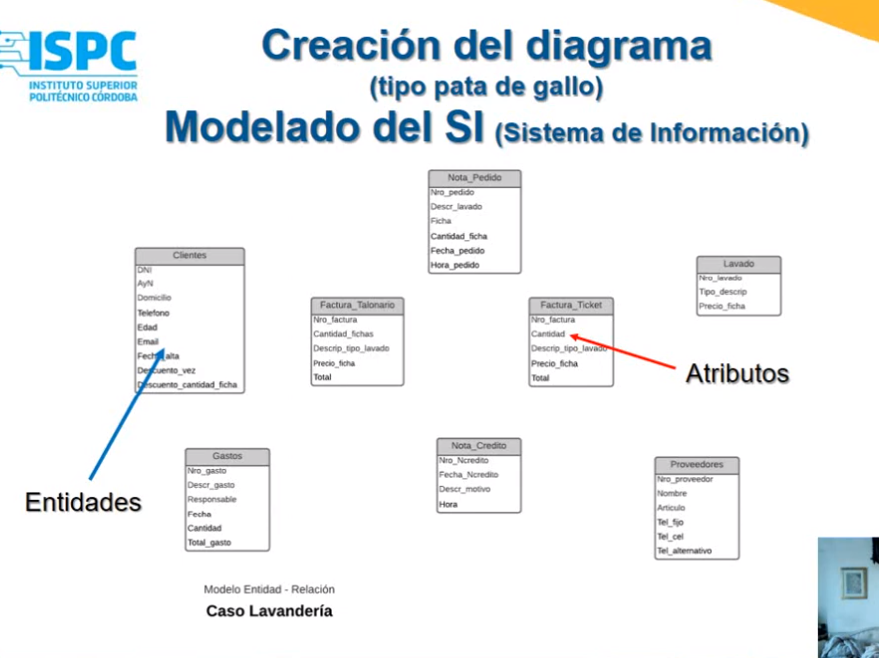 ISPC
INSTITUTO SUPERIOR
POLITÉCNICO CÓRDOBA
Creación del diagrama
(tipo pata de gallo)
Modelado del SI (Sistema de Información)
Nota_Pedido
Nro_pedido
Descr_lavado
Ficha
Cantidad_ficha
Fecha_pedido
Hora_pedido
Clientes
DNI
AyN
Domicilio
Telefono
Edad
Email
Fecha_alta
Descuento_vez
Descuento_cantidad_ficha
Factura_Talonario
Nro_factura
Cantidad_fichas
Descrip_tipo_lavado
Precio_ficha
Total
Factura_Ticket
Nro_factura
Cantidad
Descrip_tipo_lavado
Precio_ficha
Total
Lavado
Nro_levado
Tipo_descrip
Precio_ficha
Atributos
Entidades
Gastos
Nro_gasto
Descr_gasto
Responsable
Fecha
Cantidad
Total_gasto
Nota_Credito
Nro_Ncredito
Fecha_Ncredito
Descr_motivo
Hora
Proveedores
Nro_proveedor
Nombre
Articulo
Tel_fijo
Tel_cel
Tel_alternativo
Modelo Entidad - Relación
Caso Lavandería